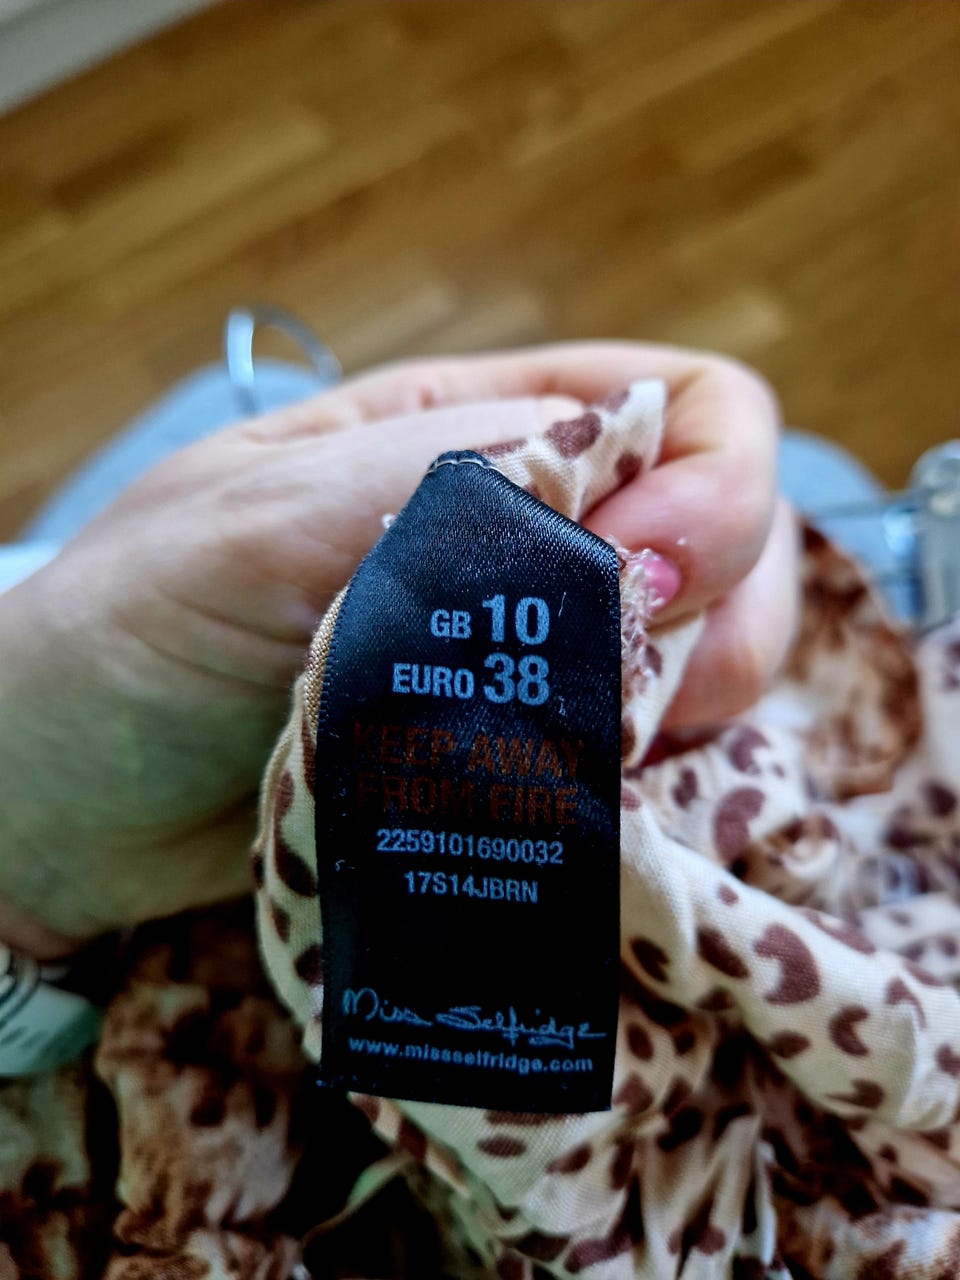 GB 10
EURO 38
KEEP AWAY
FROM FIRE
2259101690032
17S14JBRN
Miss Selfridge
www.missselfridge.com